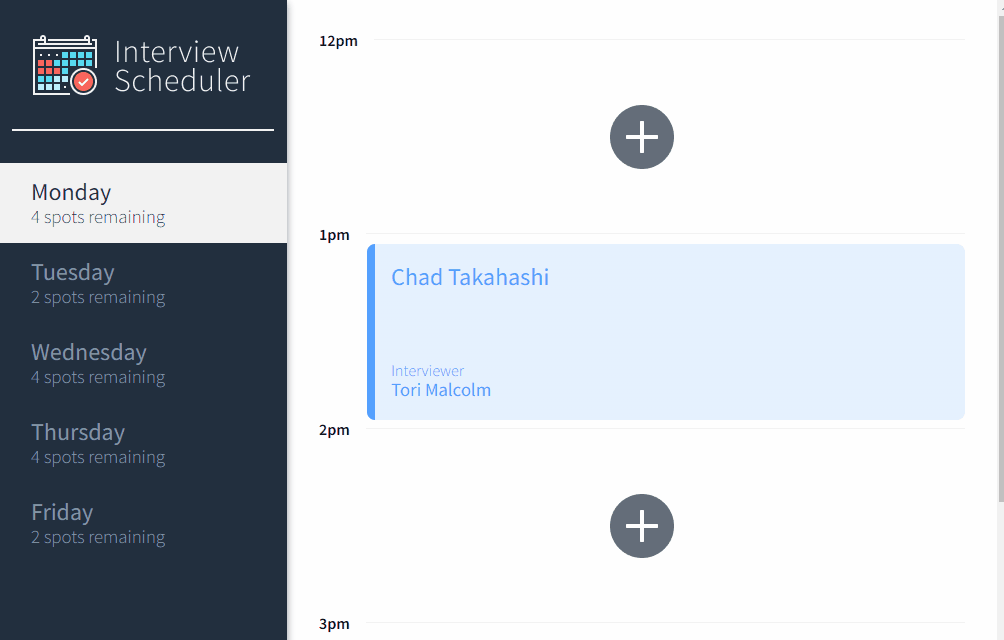 Interview
Scheduler
Monday
4 spots remaining
Tuesday
2 spots remaining
Wednesday
4 spots remaining
Thursday
4 spots remaining
Friday
2 spots remaining
12pm
1pm
Chad Takahashi
Interviewer
Tori Malcolm
2pm
3pm